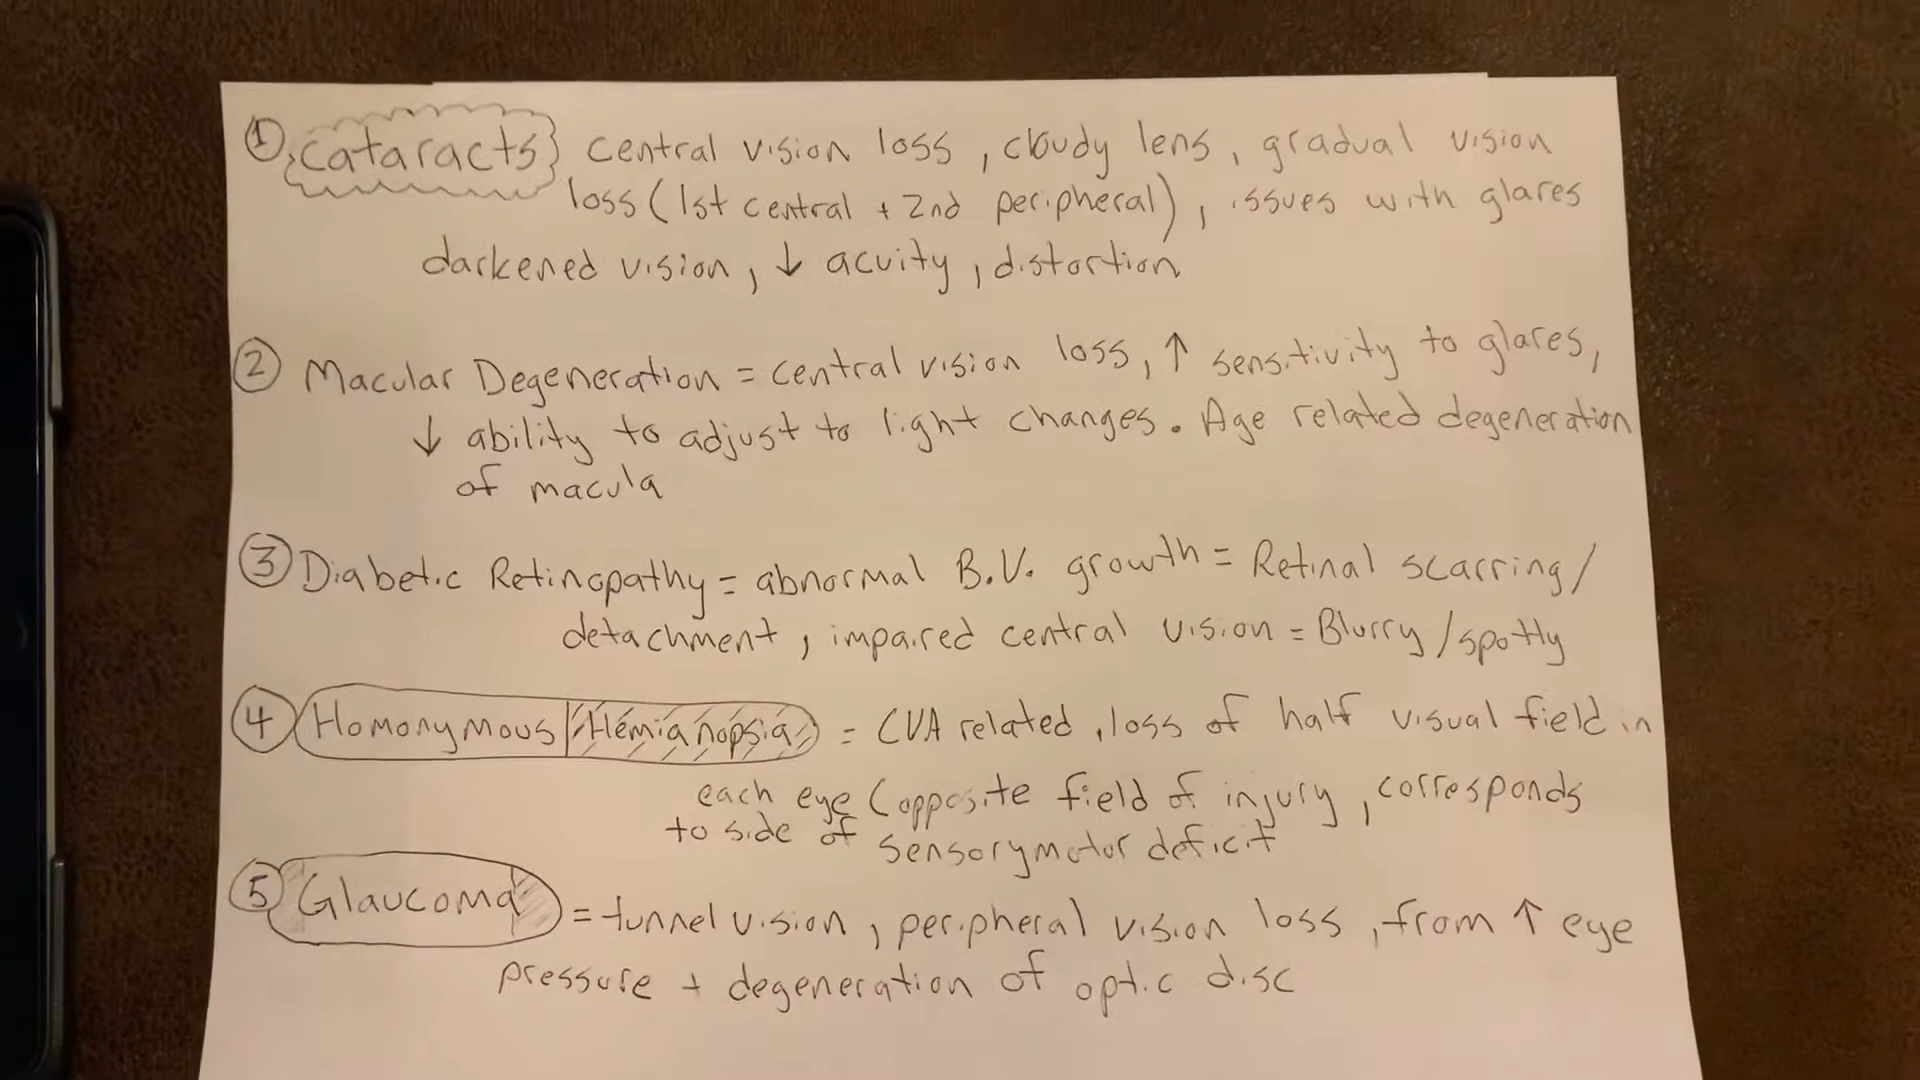 ① Cataracts central vision loss, cloudy lens, gradual vision
loss (1st central + 2nd peripheral), issues with glares
darkened vision, ↓ acuity, distortion
② Macular Degeneration = central vision loss, ↑ sensitivity to glares,
↓ ability to adjust to light changes. Age related degeneration
of macula
③ Diabetic Retinopathy = abnormal B.V. growth = Retinal scarring/
detachment, impaired central vision = Blurry/spotty
④ Homonymous Hemianopsia = CVA related, loss of half visual field in
each eye (opposite field of injury, corresponds
to side of sensorymotor deficit
⑤ Glaucoma = tunnel vision, peripheral vision loss, from ↑ eye
pressure + degeneration of optic disc